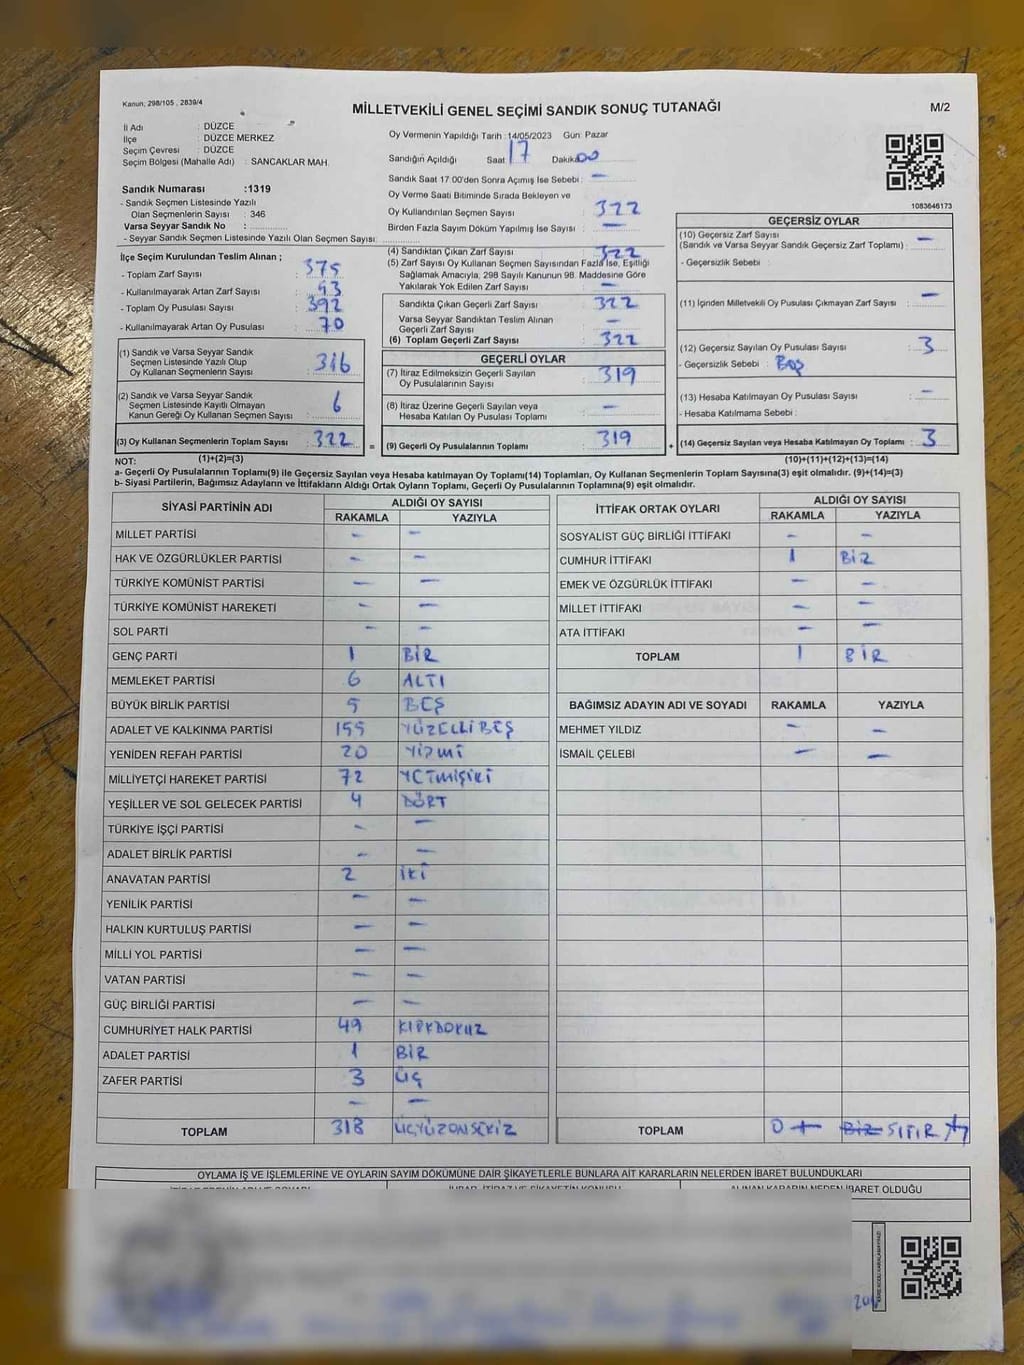 Kanun, 298/105 , 2839/4
MİLLETVEKİLİ GENEL SEÇİMİ SANDIK SONUÇ TUTANAĞI
M/2
İl Adı : DÜZCE
İlçe : DÜZCE MERKEZ
Seçim Çevresi : DÜZCE
Seçim Bölgesi (Mahalle Adı) : SANCAKLAR MAH.
Sandık Numarası :1319
- Sandık Seçmen Listesinde Yazılı
Olan Seçmenlerin Sayısı : 346
Varsa Seyyar Sandık No :
- Seyyar Sandık Seçmen Listesinde Yazılı Olan Seçmen Sayısı:
İlçe Seçim Kurulundan Teslim Alınan ;
- Toplam Zarf Sayısı : 375
- Kullanılmayarak Artan Zarf Sayısı : 53
- Toplam Oy Pusulası Sayısı : 392
- Kullanılmayarak Artan Oy Pusulası : 70
(1) Sandık ve Varsa Seyyar Sandık
Seçmen Listesinde Yazılı Olup
Oy Kullanan Seçmenlerin Sayısı : 316
(2) Sandık ve Varsa Seyyar Sandık
Seçmen Listesinde Kayıtlı Olmayan
Kanun Gereği Oy Kullanan Seçmen Sayısı : 6
(3) Oy Kullanan Seçmenlerin Toplam Sayısı : 322
Oy Vermenin Yapıldığı Tarih :14/05/2023 Gün: Pazar
Sandığın Açıldığı Saat 17 Dakika 00
Sandık Saat 17.00'den Sonra Açımış İse Sebebi : –
Oy Verme Saati Bitiminde Sırada Bekleyen ve
Oy Kullandırılan Seçmen Sayısı : 322
Birden Fazla Sayım Döküm Yapılmış İse Sayısı : –
(4) Sandıktan Çıkan Zarf Sayısı : 322
(5) Zarf Sayısı Oy Kullanan Seçmen Sayısından Fazla İse, Eşitliği
Sağlamak Amacıyla, 298 Sayılı Kanunun 98. Maddesine Göre
Yakılarak Yok Edilen Zarf Sayısı : –
Sandıkta Çıkan Geçerli Zarf Sayısı : 322
Varsa Seyyar Sandıktan Teslim Alınan
Geçerli Zarf Sayısı : –
(6) Toplam Geçerli Zarf Sayısı : 322
GEÇERLİ OYLAR
(7) İtiraz Edilmeksizin Geçerli Sayılan
Oy Pusulalarının Sayısı : 319
(8) İtiraz Üzerine Geçerli Sayılan veya
Hesaba Katılan Oy Pusulası Toplamı : –
= (9) Geçerli Oy Pusulalarının Toplamı : 319
1083646173
GEÇERSİZ OYLAR
(10) Geçersiz Zarf Sayısı
(Sandık ve Varsa Seyyar Sandık Geçersiz Zarf Toplamı) : –
- Geçersizlik Sebebi :
(11) İçinden Milletvekili Oy Pusulası Çıkmayan Zarf Sayısı : –
(12) Geçersiz Sayılan Oy Pusulası Sayısı : 3
- Geçersizlik Sebebi : BOŞ
(13) Hesaba Katılmayan Oy Pusulası Sayısı : –
- Hesaba Katılmama Sebebi :
+ (14) Geçersiz Sayılan veya Hesaba Katılmayan Oy Toplamı : 3
NOT: (1)+(2)=(3) (10)+(11)+(12)+(13)=(14)
a- Geçerli Oy Pusulalarının Toplamı(9) ile Geçersiz Sayılan veya Hesaba katılmayan Oy Toplamı(14) Toplamları, Oy Kullanan Seçmenlerin Toplam Sayısına(3) eşit olmalıdır. (9)+(14)=(3)
b- Siyasi Partilerin, Bağımsız Adayların ve İttifakların Aldığı Ortak Oyların Toplamı, Geçerli Oy Pusulalarının Toplamına(9) eşit olmalıdır.
SİYASİ PARTİNİN ADI ALDIĞI OY SAYISI
RAKAMLA YAZIYLA
MİLLET PARTİSİ – –
HAK VE ÖZGÜRLÜKLER PARTİSİ – –
TÜRKİYE KOMÜNİST PARTİSİ – –
TÜRKİYE KOMÜNİST HAREKETİ – –
SOL PARTİ – –
GENÇ PARTİ 1 BİR
MEMLEKET PARTİSİ 6 ALTI
BÜYÜK BİRLİK PARTİSİ 5 BEŞ
ADALET VE KALKINMA PARTİSİ 155 YÜZELLİBEŞ
YENİDEN REFAH PARTİSİ 20 YİRMİ
MİLLİYETÇİ HAREKET PARTİSİ 72 YETMİŞİKİ
YEŞİLLER VE SOL GELECEK PARTİSİ 4 DÖRT
TÜRKİYE İŞÇİ PARTİSİ – –
ADALET BİRLİK PARTİSİ – –
ANAVATAN PARTİSİ 2 İKİ
YENİLİK PARTİSİ – –
HALKIN KURTULUŞ PARTİSİ – –
MİLLİ YOL PARTİSİ – –
VATAN PARTİSİ – –
GÜÇ BİRLİĞİ PARTİSİ – –
CUMHURİYET HALK PARTİSİ 49 KIRKDOKUZ
ADALET PARTİSİ 1 BİR
ZAFER PARTİSİ 3 ÜÇ
– –
TOPLAM 318 ÜÇYÜZONSEKİZ
İTTİFAK ORTAK OYLARI ALDIĞI OY SAYISI
RAKAMLA YAZIYLA
SOSYALİST GÜÇ BİRLİĞİ İTTİFAKI – –
CUMHUR İTTİFAKI 1 BİR
EMEK VE ÖZGÜRLÜK İTTİFAKI – –
MİLLET İTTİFAKI – –
ATA İTTİFAKI – –
TOPLAM 1 BİR
BAĞIMSIZ ADAYIN ADI VE SOYADI RAKAMLA YAZIYLA
MEHMET YILDIZ – –
İSMAİL ÇELEBİ – –
TOPLAM 0 BİR SIFIR
OYLAMA İŞ VE İŞLEMLERİNE VE OYLARIN SAYIM DÖKÜMÜNE DAİR ŞİKAYETLERLE BUNLARA AİT KARARLARIN NELERDEN İBARET BULUNDUKLARI
ALINAN KARARIN NEDEN İBARET OLDUĞU